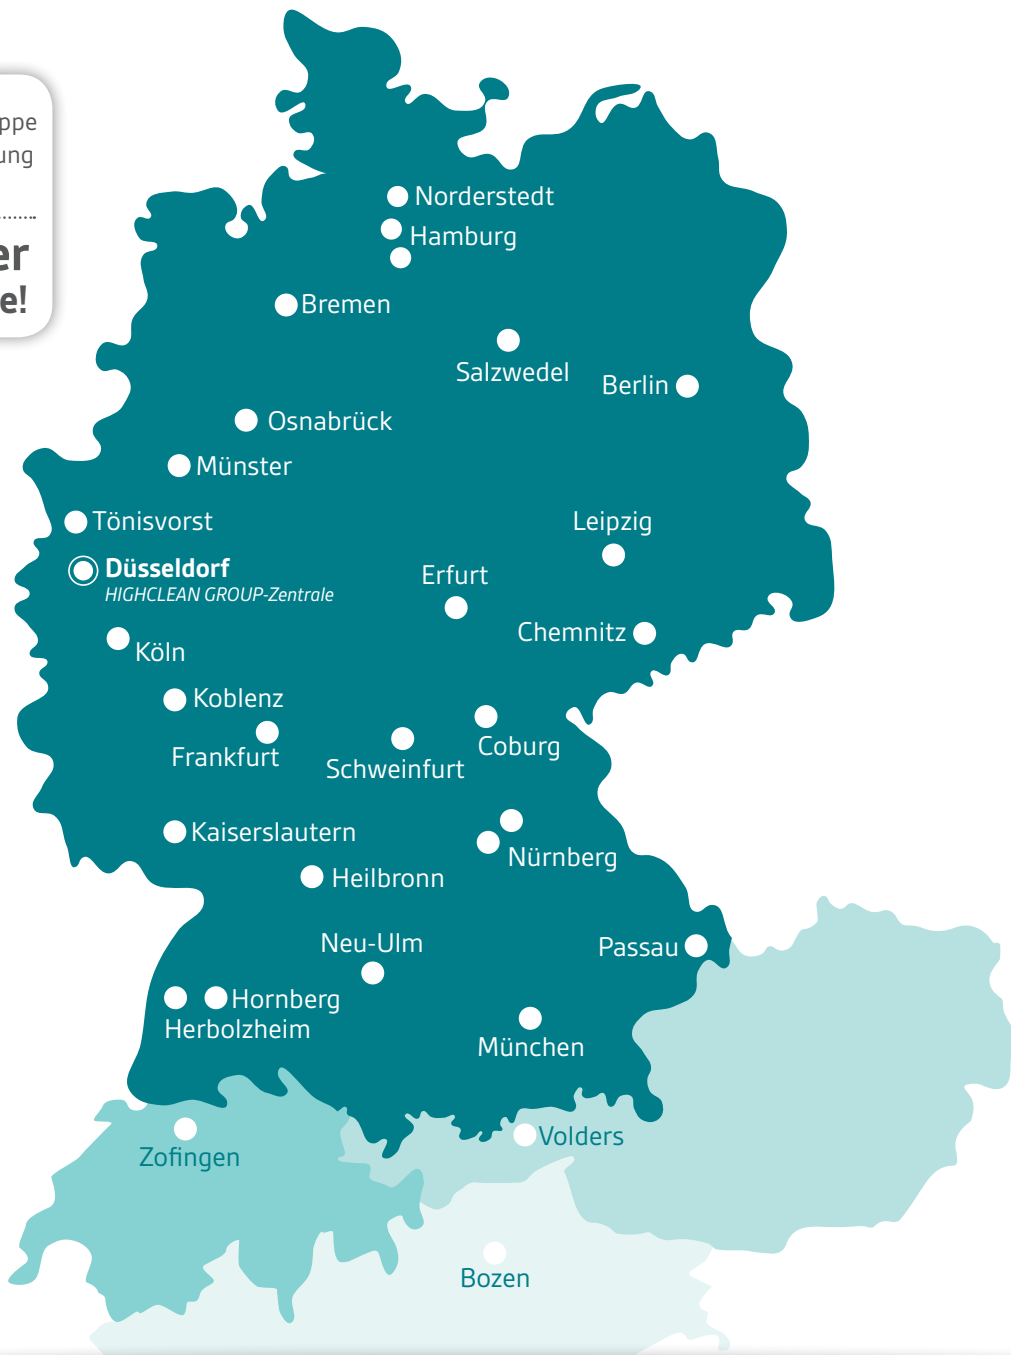 ppe
ung
er
e!
Norderstedt
Hamburg
Bremen
Salzwedel
Berlin
Osnabrück
Münster
Tönisvorst
Leipzig
Düsseldorf
HIGHCLEAN GROUP-Zentrale
Erfurt
Chemnitz
Köln
Koblenz
Coburg
Frankfurt
Schweinfurt
Kaiserslautern
Nürnberg
Heilbronn
Neu-Ulm
Passau
Hornberg
Herbolzheim
München
Volders
Zofingen
Bozen